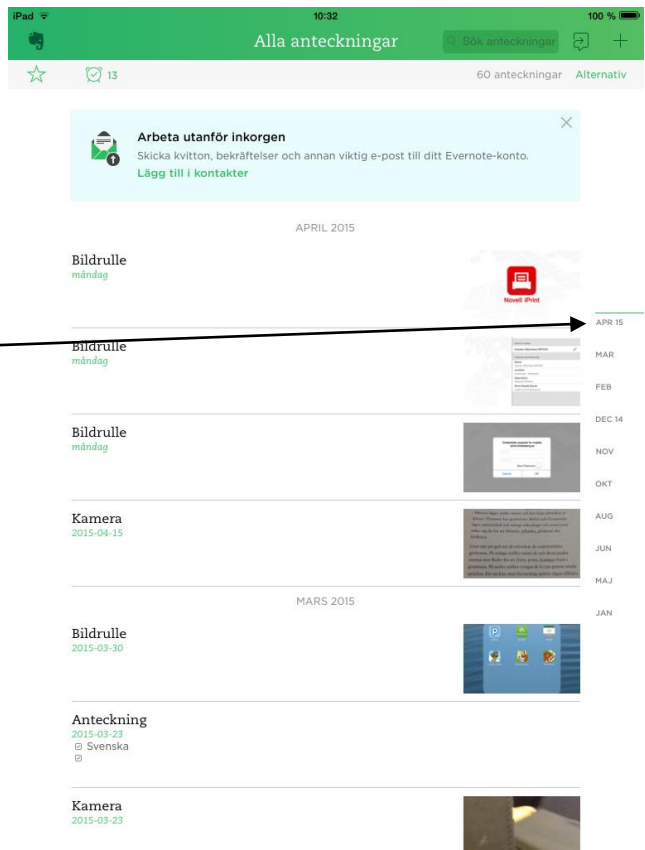 iPad 10:32 100 %
Alla anteckningar Sök anteckningar
13 60 anteckningar Alternativ
Arbeta utanför inkorgen
Skicka kvitton, bekräftelser och annan viktig e-post till ditt Evernote-konto.
Lägg till i kontakter
APRIL 2015
Bildrulle
måndag
Novell iPrint
Bildrulle
måndag
Bildrulle
måndag
Kamera
2015-04-15
MARS 2015
Bildrulle
2015-03-30
Anteckning
2015-03-23
Svenska
Kamera
2015-03-23
APR 15
MAR
FEB
DEC 14
NOV
OKT
AUG
JUN
MAJ
JAN